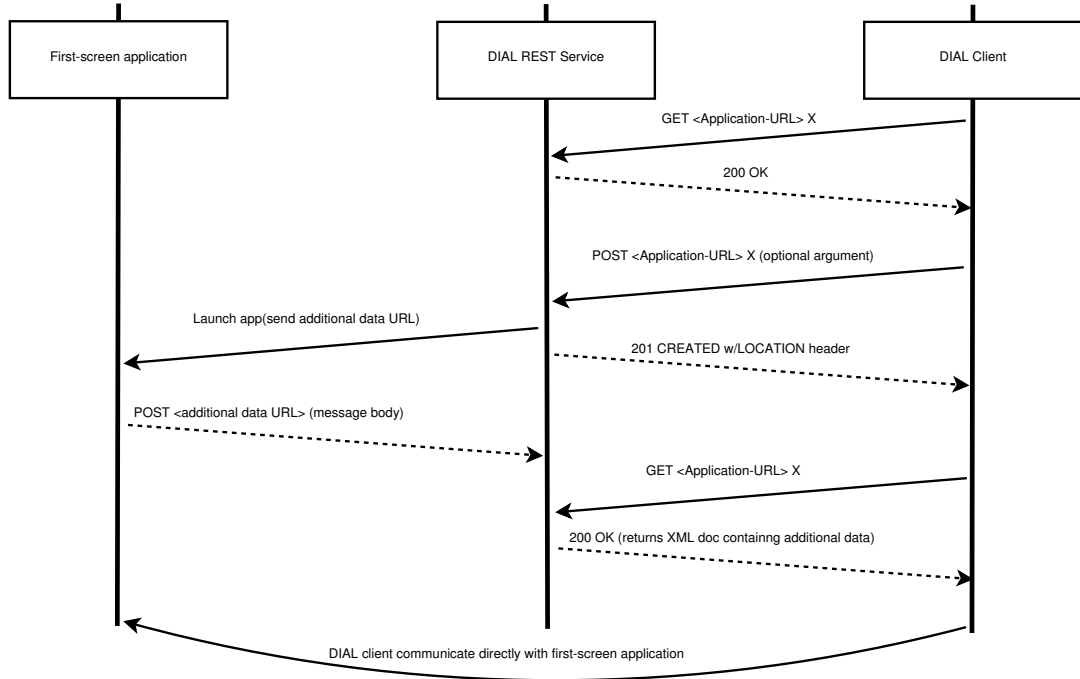 First-screen application
DIAL REST Service
DIAL Client
GET <Application-URL> X
200 OK
POST <Application-URL> X (optional argument)
Launch app(send additional data URL)
201 CREATED w/LOCATION header
POST <additional data URL> (message body)
GET <Application-URL> X
200 OK (returns XML doc containng additional data)
DIAL client communicate directly with first-screen application